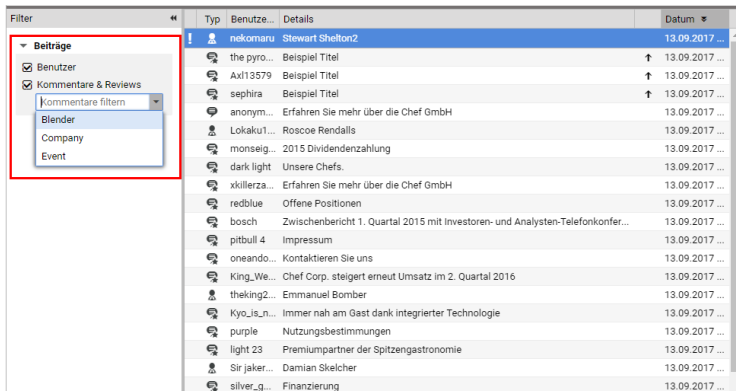 Filter
Typ Benutze... Details Datum
Beiträge
Benutzer
Kommentare & Reviews
Kommentare filtern
Blender
Company
Event
! nekomaru Stewart Shelton2 13.09.2017 ...
the pyro... Beispiel Titel 13.09.2017 ...
Axl13579 Beispiel Titel 13.09.2017 ...
sephira Beispiel Titel 13.09.2017 ...
anonym... Erfahren Sie mehr über die Chef GmbH 13.09.2017 ...
Lokaku1... Roscoe Rendalls 13.09.2017 ...
monseig... 2015 Dividendenzahlung 13.09.2017 ...
dark light Unsere Chefs. 13.09.2017 ...
xkillerza... Erfahren Sie mehr über die Chef GmbH 13.09.2017 ...
redblue Offene Positionen 13.09.2017 ...
bosch Zwischenbericht 1. Quartal 2015 mit Investoren- und Analysten-Telefonkonfer... 13.09.2017 ...
pitbull 4 Impressum 13.09.2017 ...
oneando... Kontaktieren Sie uns 13.09.2017 ...
King_We... Chef Corp. steigert erneut Umsatz im 2. Quartal 2016 13.09.2017 ...
theking2... Emmanuel Bomber 13.09.2017 ...
Kyo_is_n... Immer nah am Gast dank integrierter Technologie 13.09.2017 ...
purple Nutzungsbestimmungen 13.09.2017 ...
light 23 Premiumpartner der Spitzengastronomie 13.09.2017 ...
Sir jaker... Damian Skelcher 13.09.2017 ...
silver_g... Finanzierung 13.09.2017 ...